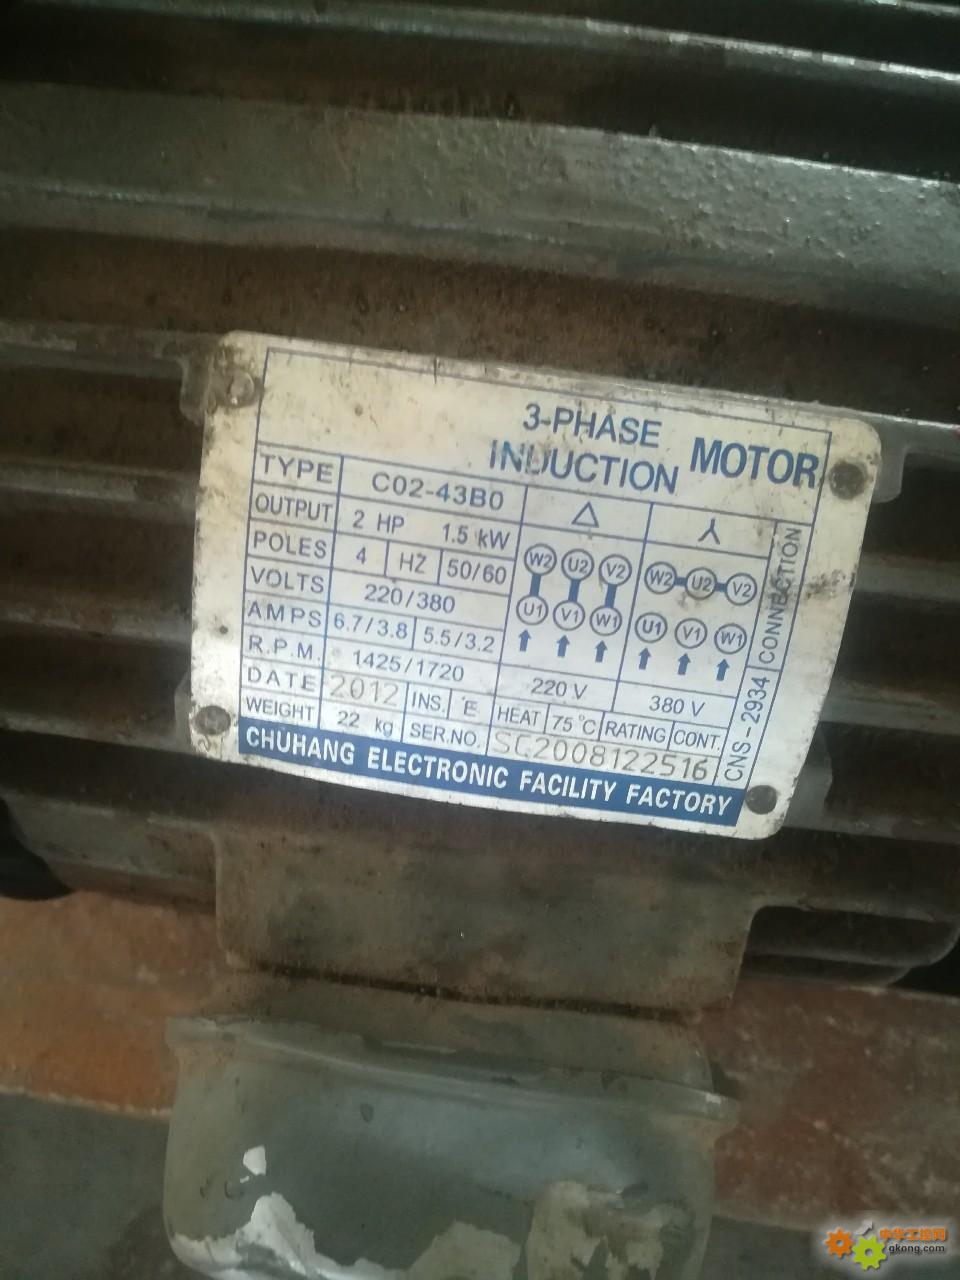 3-PHASE
INDUCTION MOTOR
TYPE C02-43B0
OUTPUT 2 HP 1.5 kW
POLES 4 HZ 50/60
VOLTS 220/380
AMPS 6.7/3.8 5.5/3.2
R.P.M. 1425/1720
DATE 2012 INS. E HEAT 75°C RATING CONT.
WEIGHT 22 kg SER.NO. SC2008122516
△ 人
W2 U2 V2 W2 U2 V2
U1 V1 W1 U1 V1 W1
220 V 380 V
CNS-2934 CONNECTION
CHUHANG ELECTRONIC FACILITY FACTORY
中华工控网
gkong.com